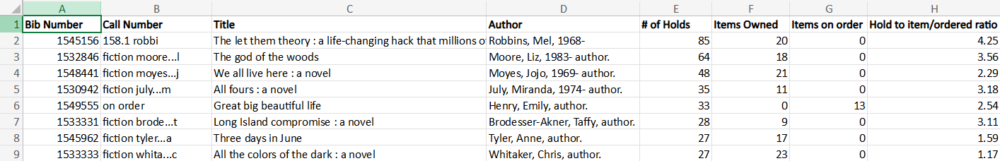 A B C D E F G H
1 Bib Number Call Number Title Author # of Holds Items Owned Items on order Hold to item/ordered ratio
2 1545156 158.1 robbi The let them theory : a life-changing hack that millions o Robbins, Mel, 1968- 85 20 0 4.25
3 1532846 fiction moore...l The god of the woods Moore, Liz, 1983- author. 64 18 0 3.56
4 1548441 fiction moyes...j We all live here : a novel Moyes, Jojo, 1969- author. 48 21 0 2.29
5 1530942 fiction july...m All fours : a novel July, Miranda, 1974- author. 35 11 0 3.18
6 1549555 on order Great big beautiful life Henry, Emily, author. 33 0 13 2.54
7 1533331 fiction brode...t Long Island compromise : a novel Brodesser-Akner, Taffy, author. 28 9 0 3.11
8 1545962 fiction tyler...a Three days in June Tyler, Anne, author. 27 17 0 1.59
9 1533333 fiction whita...c All the colors of the dark : a novel Whitaker, Chris, author. 27 23 0 1.17